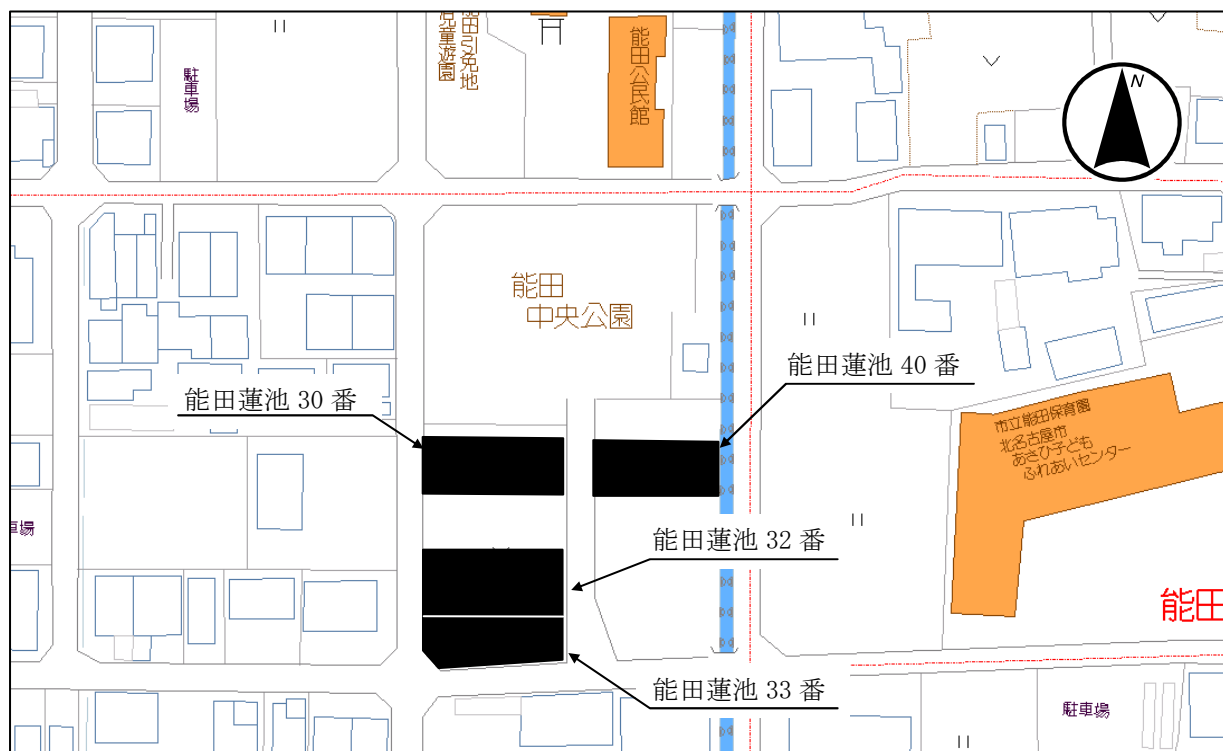 駐車場
能田引免地
児童遊園
能田公民館
N
能田
中央公園
能田蓮池 40 番
能田蓮池 30 番
市立能田保育園
北名古屋市
あさひ子ども
ふれあいセンター
車場
能田蓮池 32 番
能田
能田蓮池 33 番
駐車場